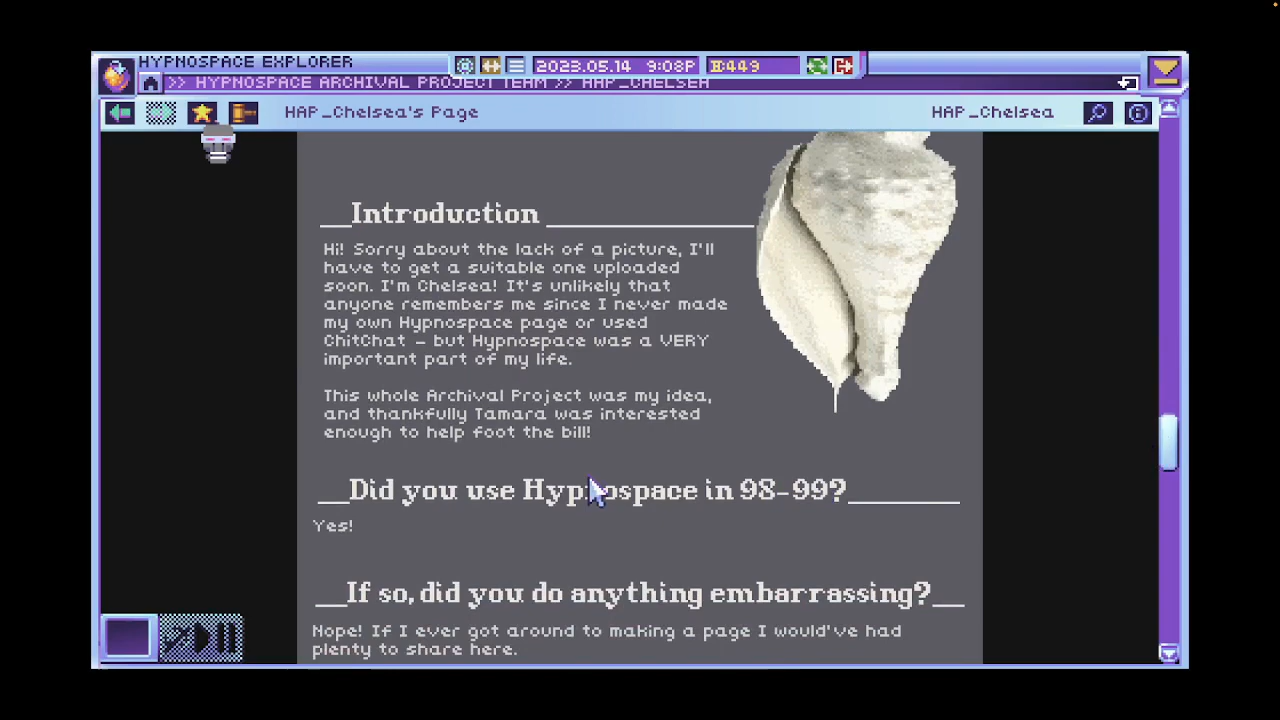 HYPNOSPACE EXPLORER
2023.05.14 9:08P
449
>> HYPNOSPACE ARCHIVAL PROJECT TEAM >> HAP_CHELSEA
HAP_Chelsea's Page
HAP_Chelsea
__Introduction
Hi! Sorry about the lack of a picture, I'll
have to get a suitable one uploaded
soon. I'm Chelsea! It's unlikely that
anyone remembers me since I never made
my own Hypnospace page or used
ChitChat - but Hypnospace was a VERY
important part of my life.
This whole Archival Project was my idea,
and thankfully Tamara was interested
enough to help foot the bill!
__Did you use Hypnospace in 98-99?
Yes!
__If so, did you do anything embarrassing?__
Nope! If I ever got around to making a page I would've had
plenty to share here.